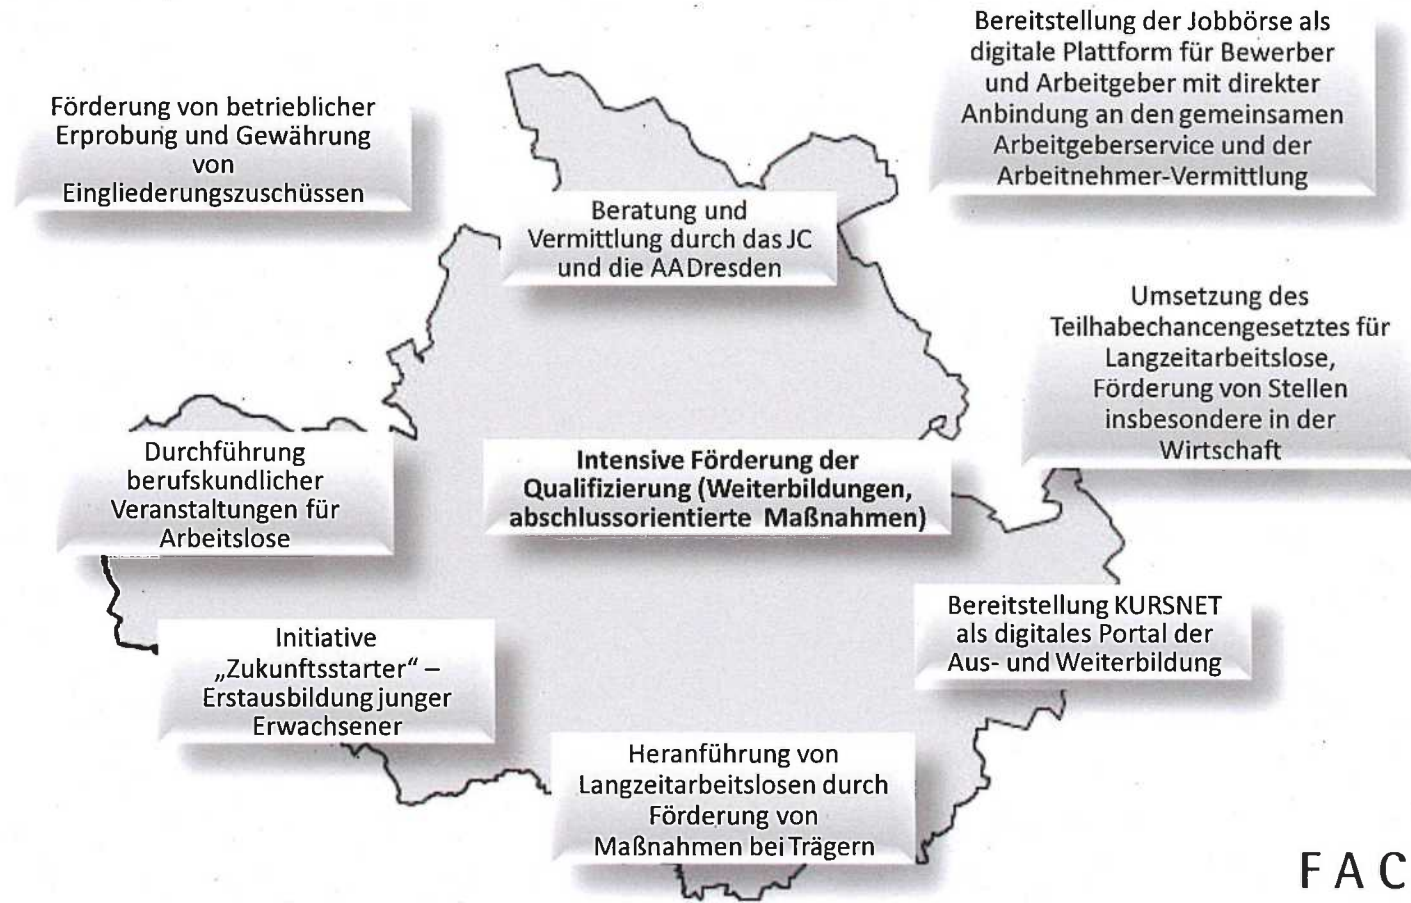 Bereitstellung der Jobbörse als
digitale Plattform für Bewerber
und Arbeitgeber mit direkter
Anbindung an den gemeinsamen
Arbeitgeberservice und der
Arbeitnehmer-Vermittlung
Förderung von betrieblicher
Erprobung und Gewährung
von
Eingliederungszuschüssen
Beratung und
Vermittlung durch das JC
und die AA Dresden
Umsetzung des
Teilhabechancengesetztes für
Langzeitarbeitslose,
Förderung von Stellen
insbesondere in der
Wirtschaft
Durchführung
berufskundlicher
Veranstaltungen für
Arbeitslose
Intensive Förderung der
Qualifizierung (Weiterbildungen,
abschlussorientierte Maßnahmen)
Bereitstellung KURSNET
als digitales Portal der
Aus- und Weiterbildung
Initiative
„Zukunftsstarter“ –
Erstausbildung junger
Erwachsener
Heranführung von
Langzeitarbeitslosen durch
Förderung von
Maßnahmen bei Trägern
FAC